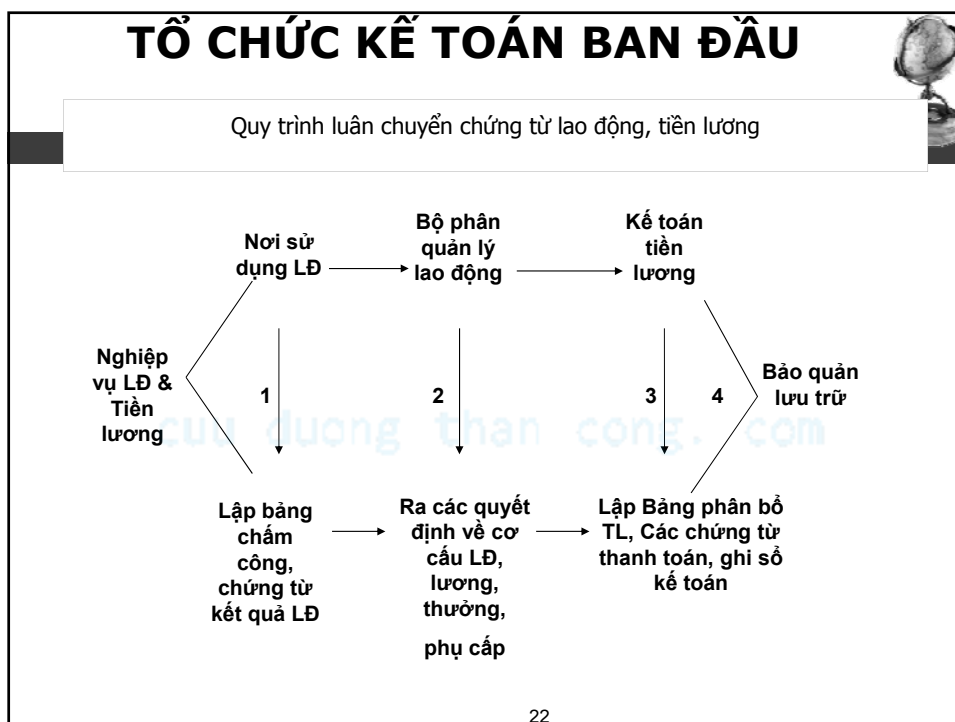 TỔ CHỨC KẾ TOÁN BAN ĐẦU
Quy trình luân chuyển chứng từ lao động, tiền lương
Nơi sử
dụng LĐ
Bộ phân
quản lý
lao động
Kế toán
tiền
lương
Nghiệp
vụ LĐ &
Tiền
lương
1
2
3
4
Bảo quản
lưu trữ
cuu duong than cong. com
Lập bảng
chấm
công,
chứng từ
kết quả LĐ
Ra các quyết
định về cơ
cấu LĐ,
lương,
thưởng,
phụ cấp
Lập Bảng phân bổ
TL, Các chứng từ
thanh toán, ghi sổ
kế toán
22